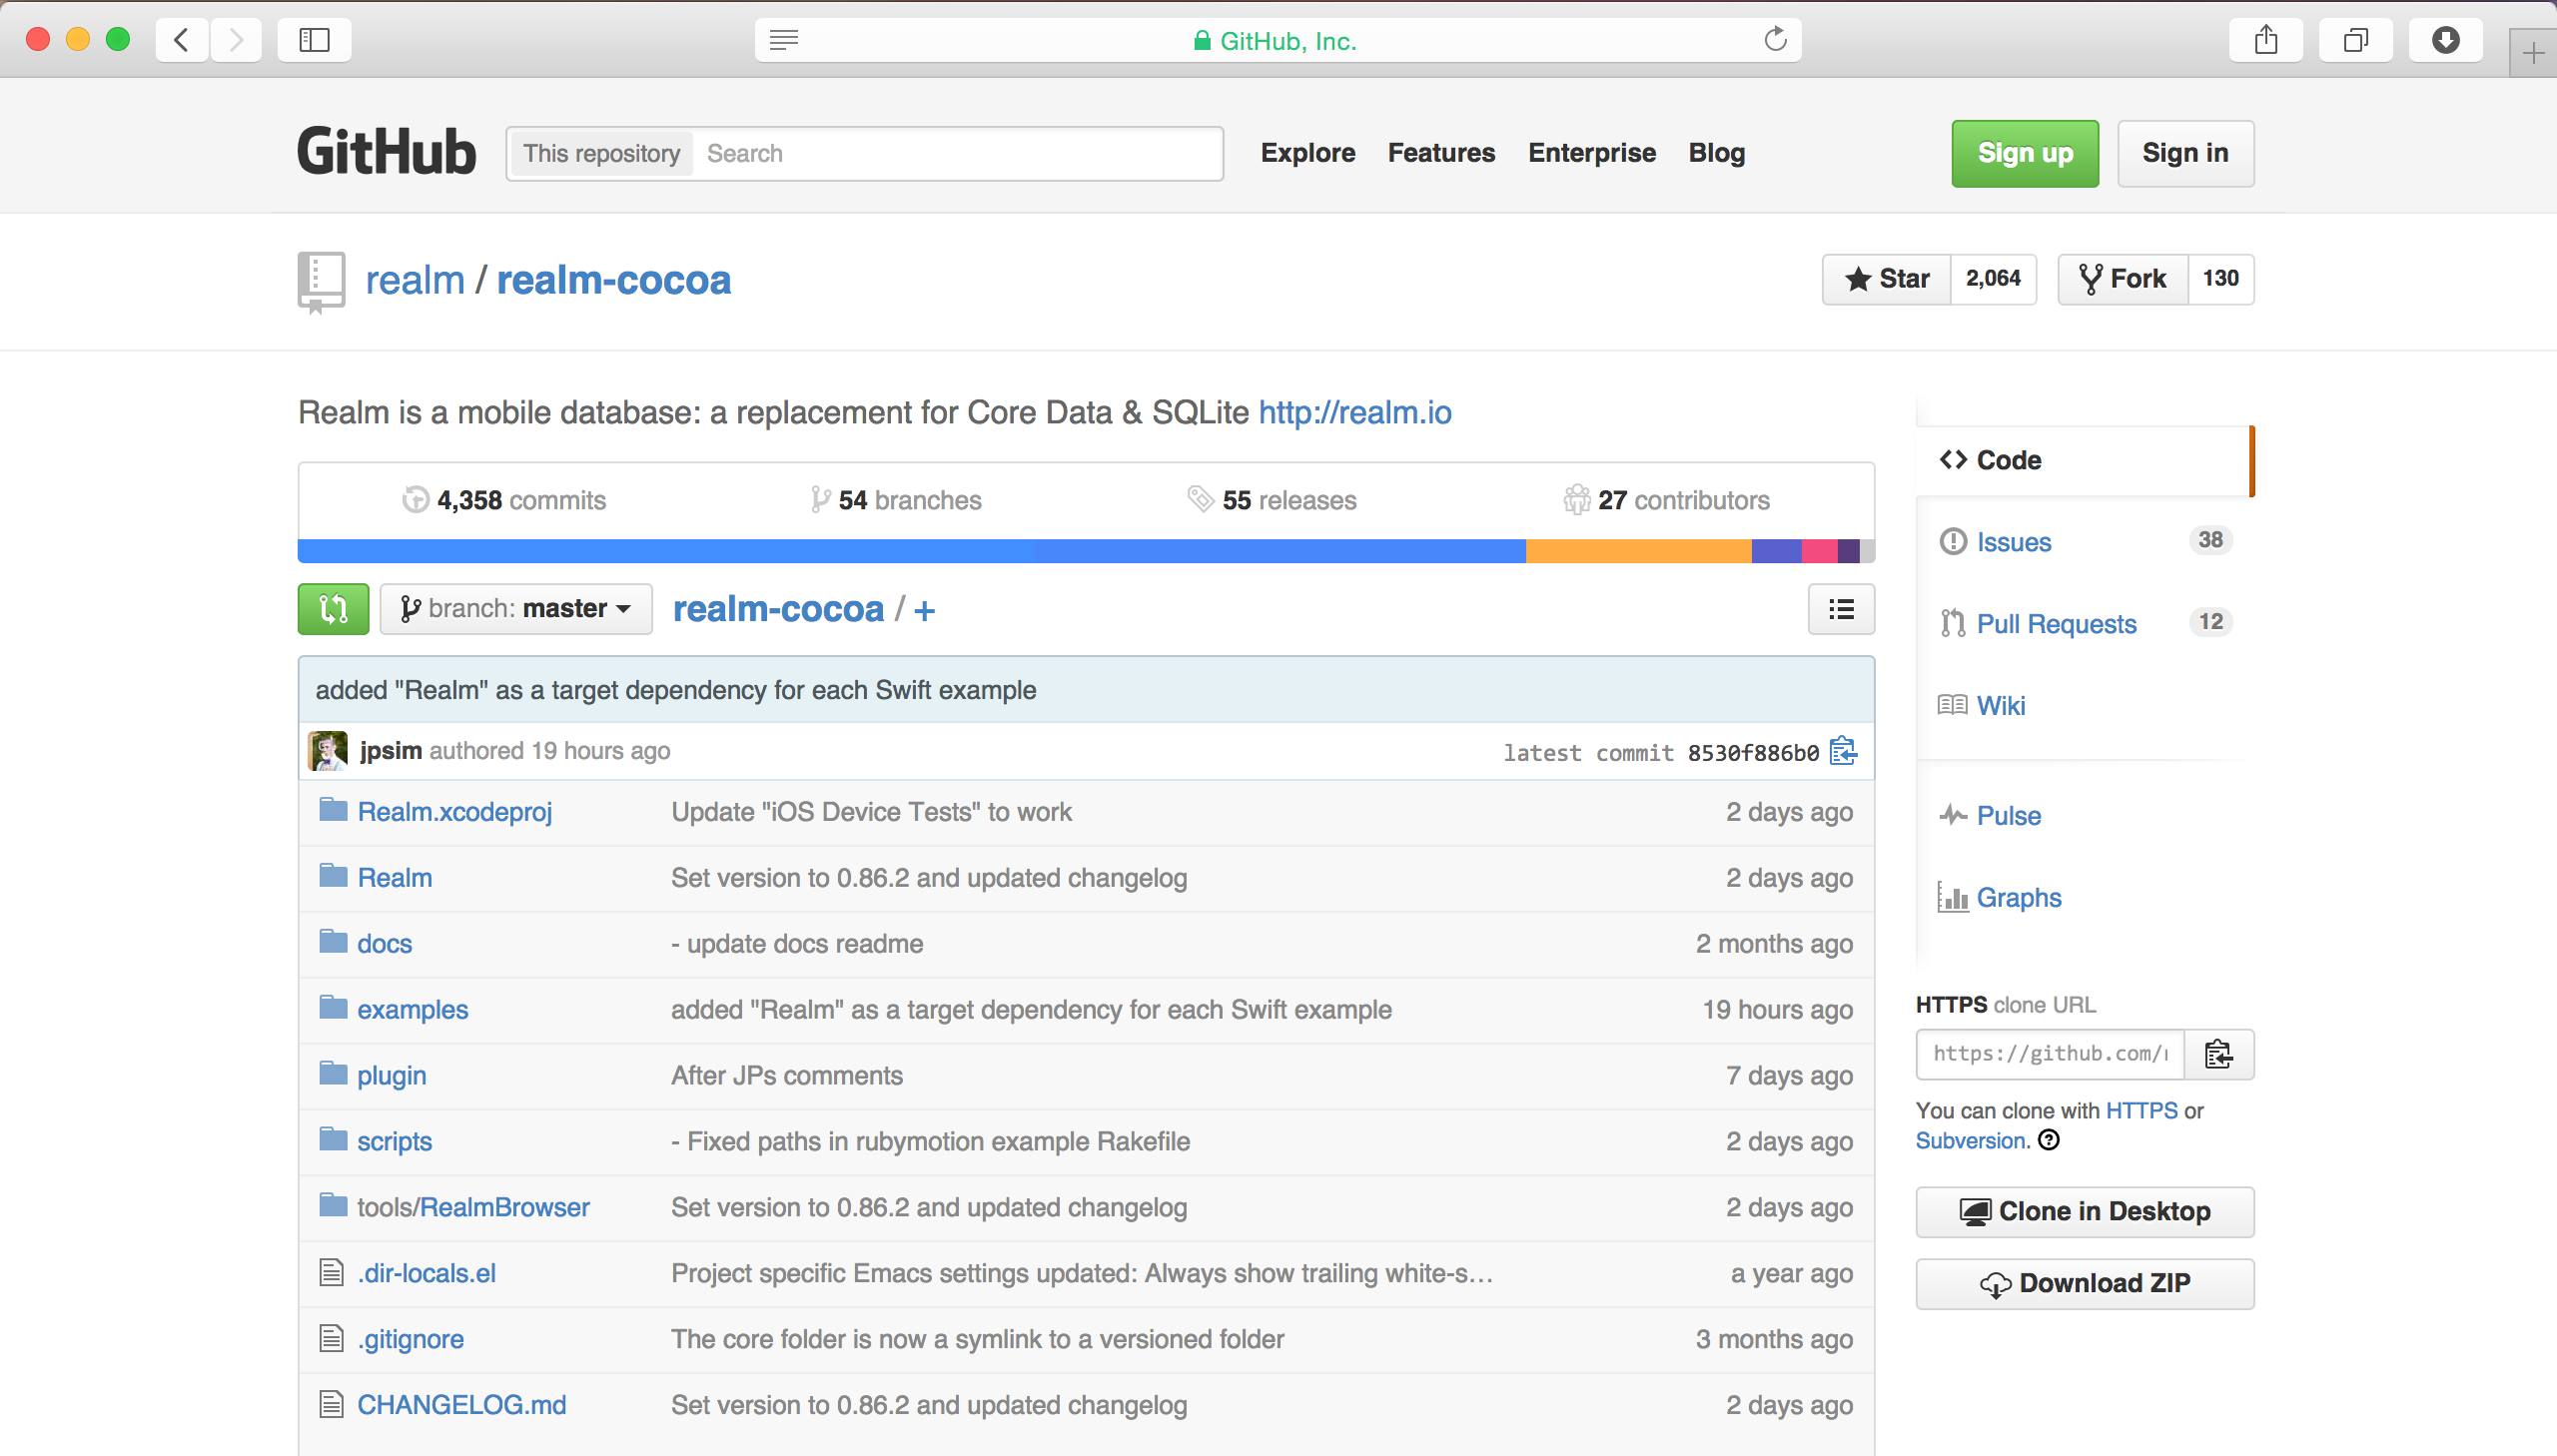 GitHub, Inc.
GitHub This repository Search Explore Features Enterprise Blog Sign up Sign in
realm / realm-cocoa Star 2,064 Fork 130
Realm is a mobile database: a replacement for Core Data & SQLite http://realm.io
4,358 commits 54 branches 55 releases 27 contributors
branch: master realm-cocoa / +
added "Realm" as a target dependency for each Swift example
jpsim authored 19 hours ago latest commit 8530f886b0
Realm.xcodeproj Update "iOS Device Tests" to work 2 days ago
Realm Set version to 0.86.2 and updated changelog 2 days ago
docs - update docs readme 2 months ago
examples added "Realm" as a target dependency for each Swift example 19 hours ago
plugin After JPs comments 7 days ago
scripts - Fixed paths in rubymotion example Rakefile 2 days ago
tools/RealmBrowser Set version to 0.86.2 and updated changelog 2 days ago
.dir-locals.el Project specific Emacs settings updated: Always show trailing white-s… a year ago
.gitignore The core folder is now a symlink to a versioned folder 3 months ago
CHANGELOG.md Set version to 0.86.2 and updated changelog 2 days ago
Code
Issues 38
Pull Requests 12
Wiki
Pulse
Graphs
HTTPS clone URL
https://github.com/
You can clone with HTTPS or
Subversion.
Clone in Desktop
Download ZIP